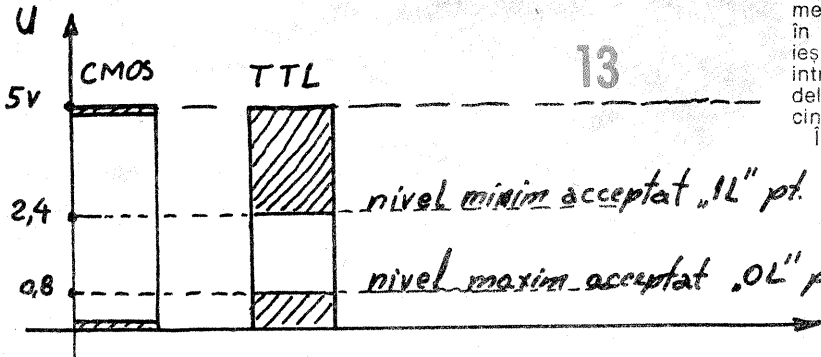 U
CMOS
TTL
13
5V
2,4
nivel minim acceptat „1L" pt.
0,8
nivel maxim acceptat „OL" p
me
în
ieș
intr
del
cin
Î